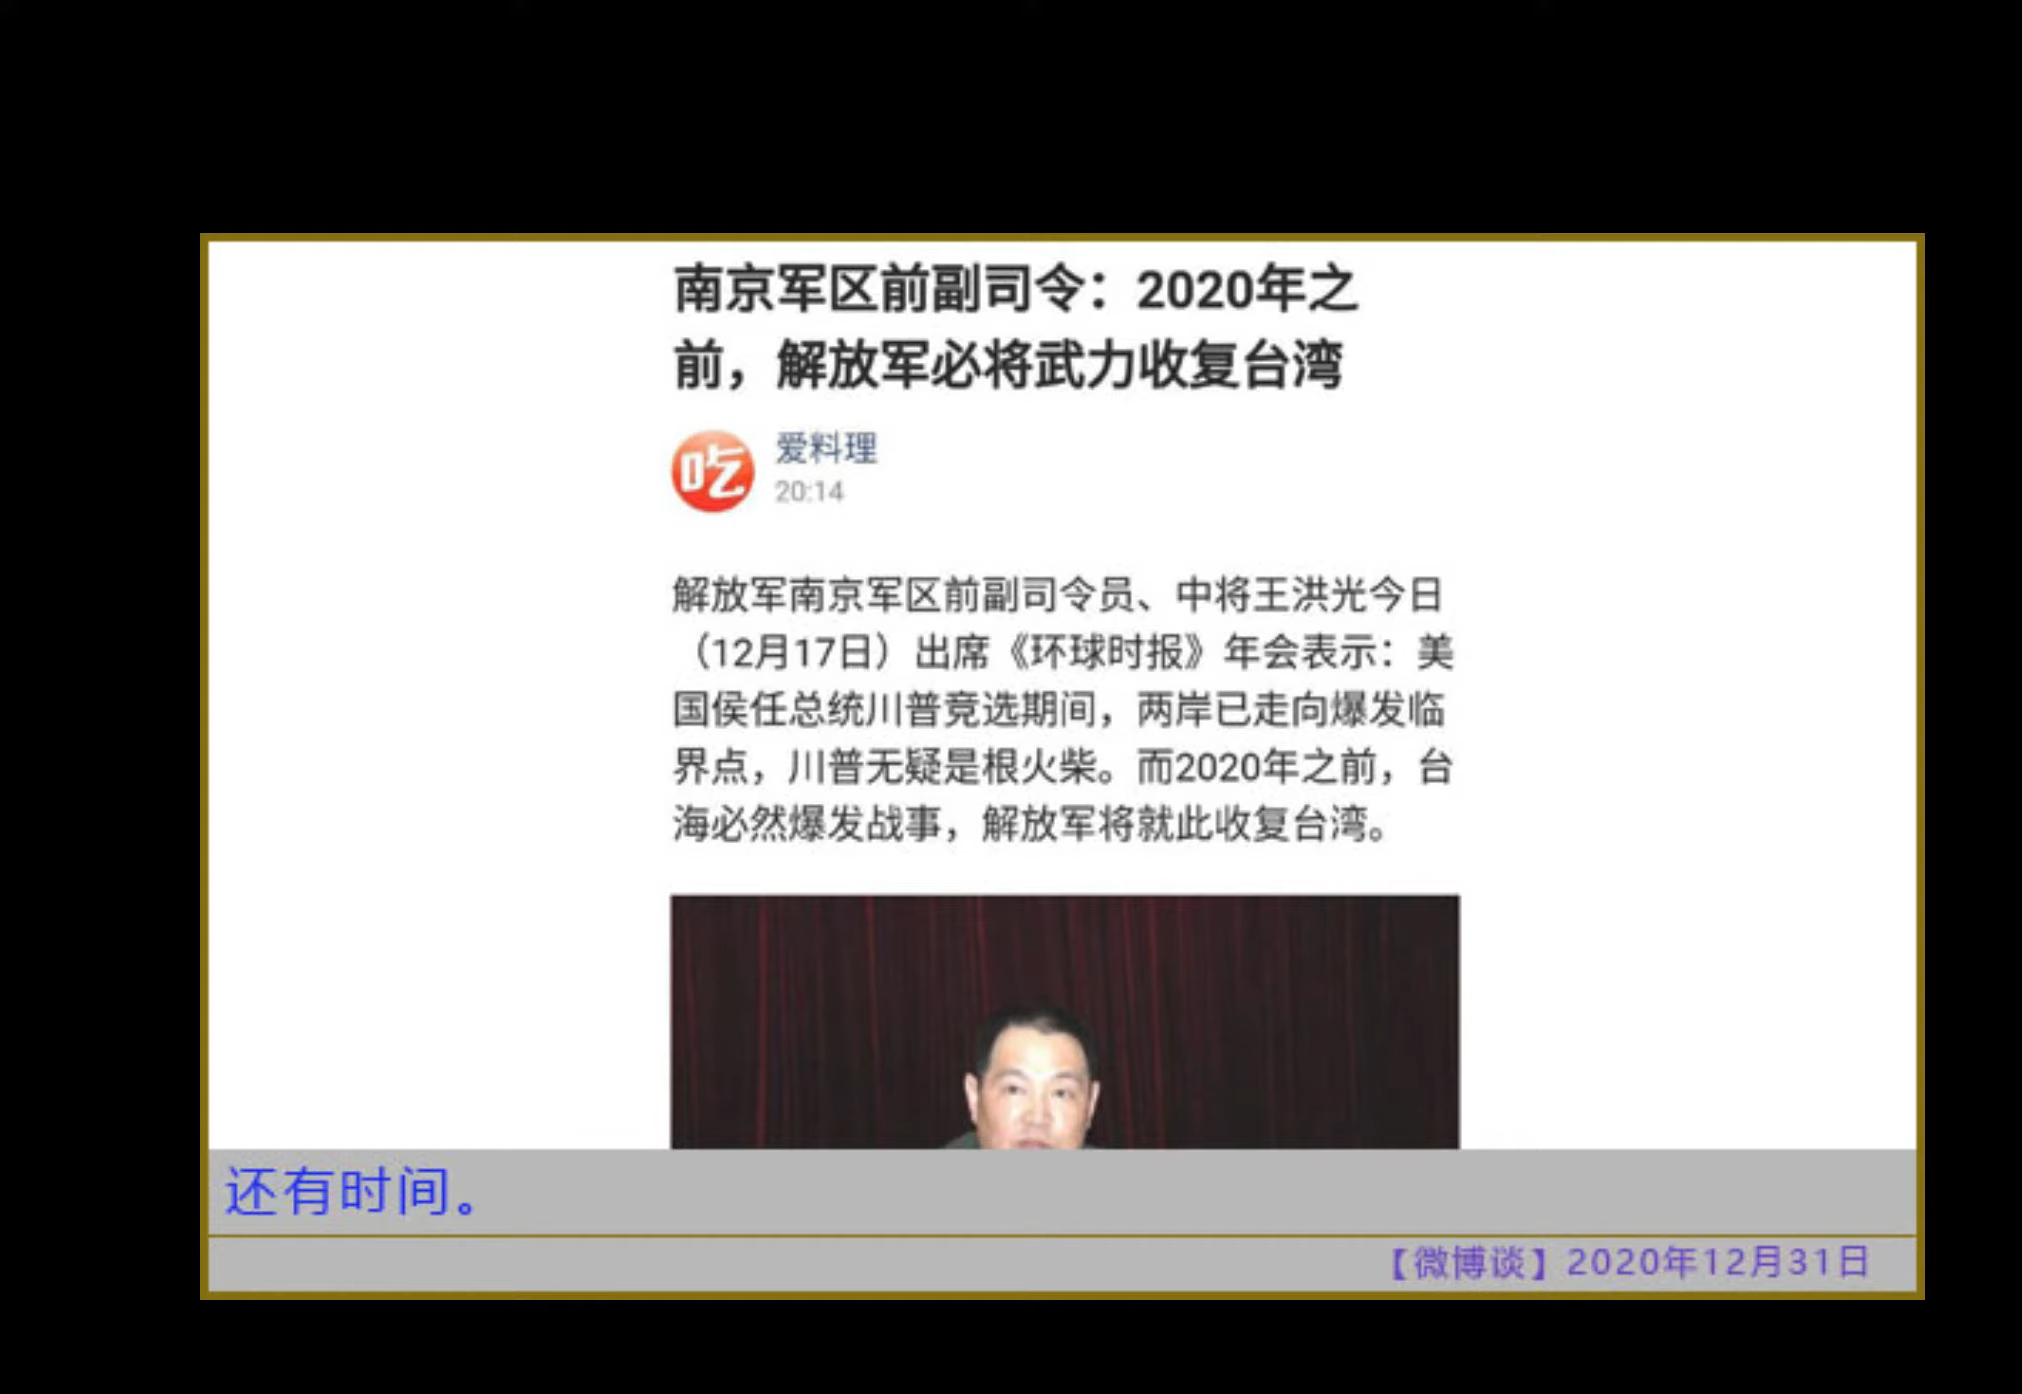 南京军区前副司令：2020年之
前，解放军必将武力收复台湾
吃
爱料理
20:14
解放军南京军区前副司令员、中将王洪光今日
（12月17日）出席《环球时报》年会表示：美
国侯任总统川普竞选期间，两岸已走向爆发临
界点，川普无疑是根火柴。而2020年之前，台
海必然爆发战事，解放军将就此收复台湾。
还有时间。
【微博谈】2020年12月31日